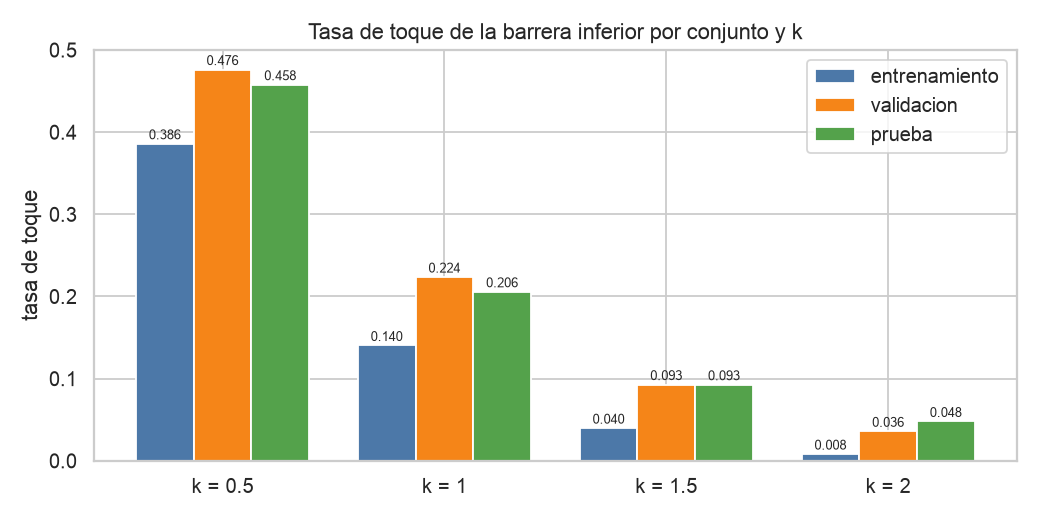 Tasa de toque de la barrera inferior por conjunto y k
tasa de toque
0.5
0.4
0.3
0.2
0.1
0.0
entrenamiento
validacion
prueba
0.386
0.476
0.458
0.140
0.224
0.206
0.040
0.093
0.093
0.008
0.036
0.048
k = 0.5
k = 1
k = 1.5
k = 2